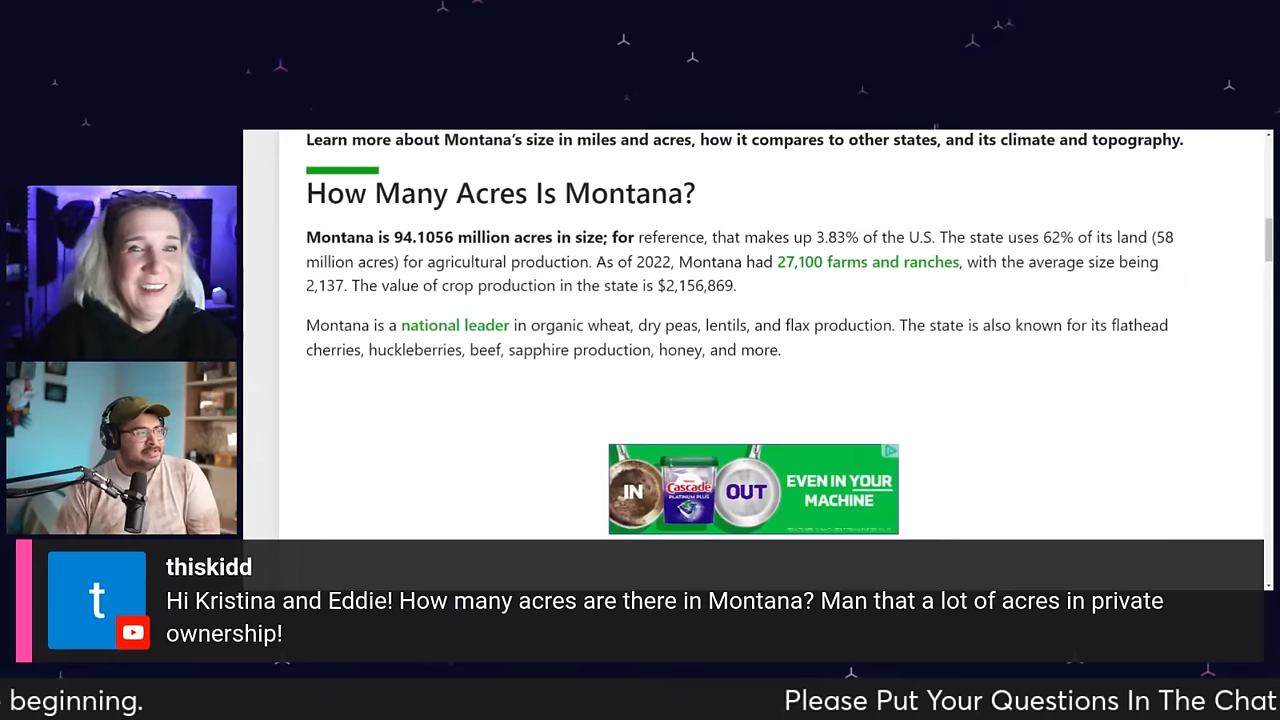 Learn more about Montana's size in miles and acres, how it compares to other states, and its climate and topography.
How Many Acres Is Montana?
Montana is 94.1056 million acres in size; for reference, that makes up 3.83% of the U.S. The state uses 62% of its land (58
million acres) for agricultural production. As of 2022, Montana had 27,100 farms and ranches, with the average size being
2,137. The value of crop production in the state is $2,156,869.
Montana is a national leader in organic wheat, dry peas, lentils, and flax production. The state is also known for its flathead
cherries, huckleberries, beef, sapphire production, honey, and more.
IN
Cascade
PLATINUM PLUS
OUT
EVEN IN YOUR
MACHINE
t
thiskidd
Hi Kristina and Eddie! How many acres are there in Montana? Man that a lot of acres in private
ownership!
beginning.
Please Put Your Questions In The Chat